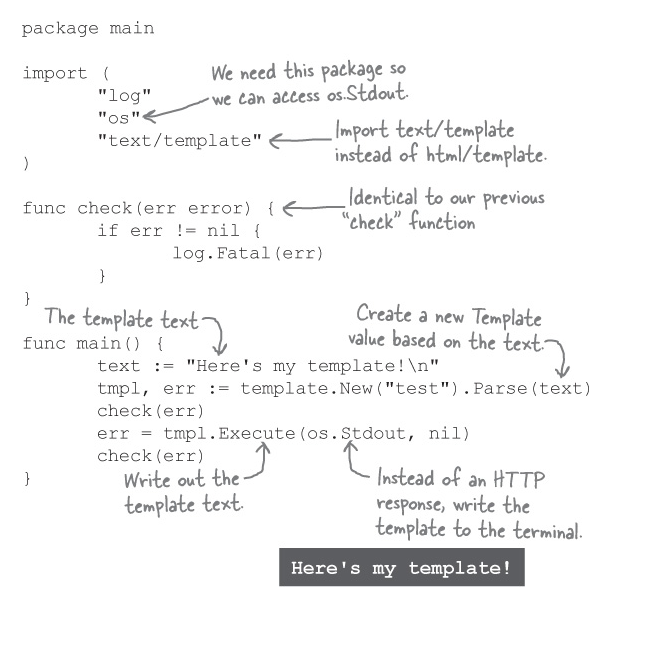 package main
import (
"log"
"os"
"text/template"
)
We need this package so
we can access os.Stdout.
Import text/template
instead of html/template.
func check(err error) {
if err != nil {
log.Fatal(err)
}
}
Identical to our previous
"check" function
The template text
Create a new Template
value based on the text.
func main() {
text := "Here's my template!\n"
tmpl, err := template.New("test").Parse(text)
check(err)
err = tmpl.Execute(os.Stdout, nil)
check(err)
}
Write out the
template text.
Instead of an HTTP
response, write the
template to the terminal.
Here's my template!